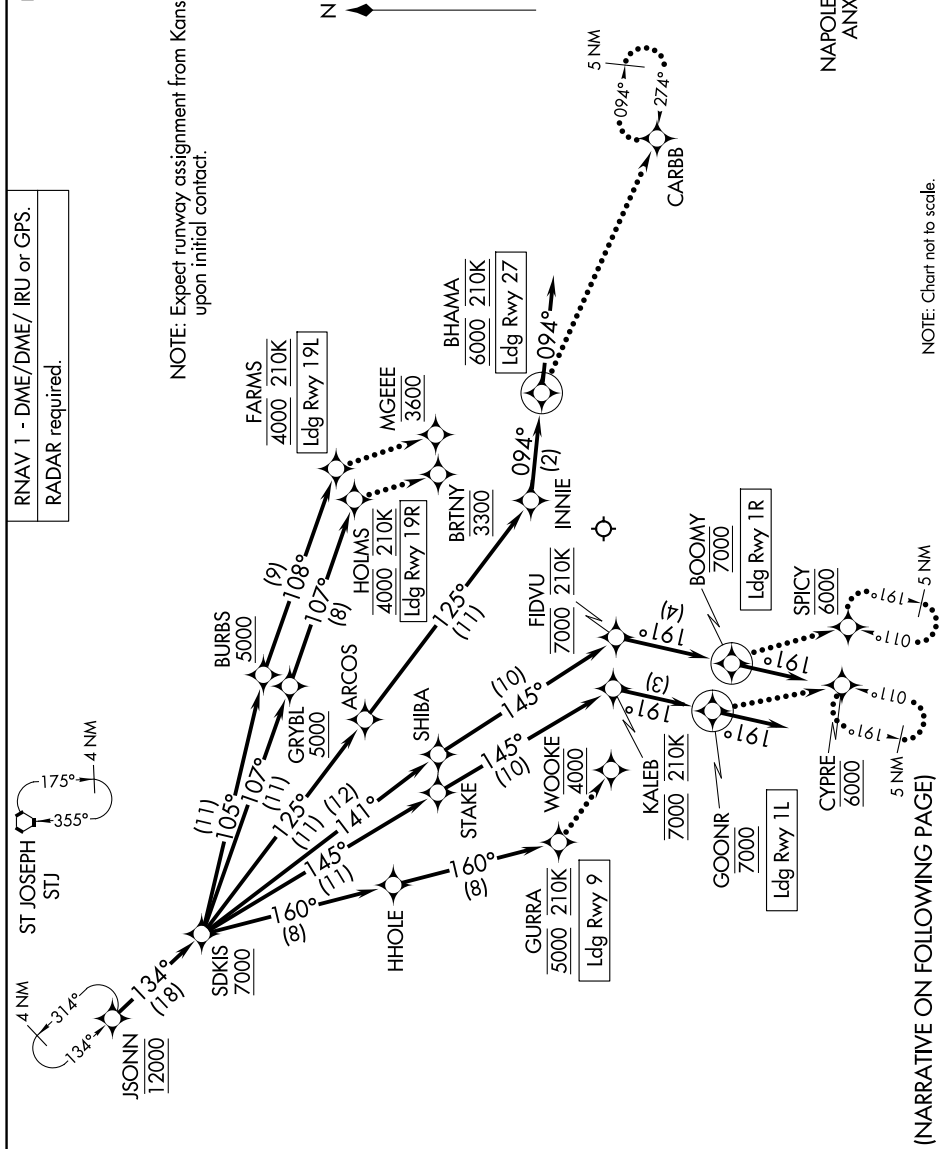 RNAV 1 - DME/DME/ IRU or GPS.
RADAR required.
NOTE: Expect runway assignment from Kans
upon initial contact.
N
ST JOSEPH
STJ
175°
355°
4 NM
4 NM
314°
134°
JSONN
12000
134°
(18)
SDKIS
7000
(11)
105°
BURBS
5000
(9)
108°
FARMS
4000 210K
Ldg Rwy 19L
MGEEE
3600
107°
(11)
GRYBL
5000
107°
(8)
HOLMS
4000 210K
Ldg Rwy 19R
BRTNY
3300
125°
(11)
ARCOS
125°
(11)
INNIE
094°
(2)
BHAMA
6000 210K
Ldg Rwy 27
094°
CARBB
094°
274°
5 NM
NAPOLE
ANX
141°
(12)
SHIBA
145°
(10)
FIDVU
7000 210K
191°
(4)
BOOMY
7000
Ldg Rwy 1R
191°
SPICY
6000
011°
191°
5 NM
145°
(11)
STAKE
145°
(10)
KALEB
7000 210K
191°
(3)
GOONR
7000
Ldg Rwy 1L
191°
CYPRE
6000
011°
191°
5 NM
160°
(8)
HHOLE
160°
(8)
GURRA
5000 210K
Ldg Rwy 9
WOOKE
4000
NOTE: Chart not to scale.
(NARRATIVE ON FOLLOWING PAGE)